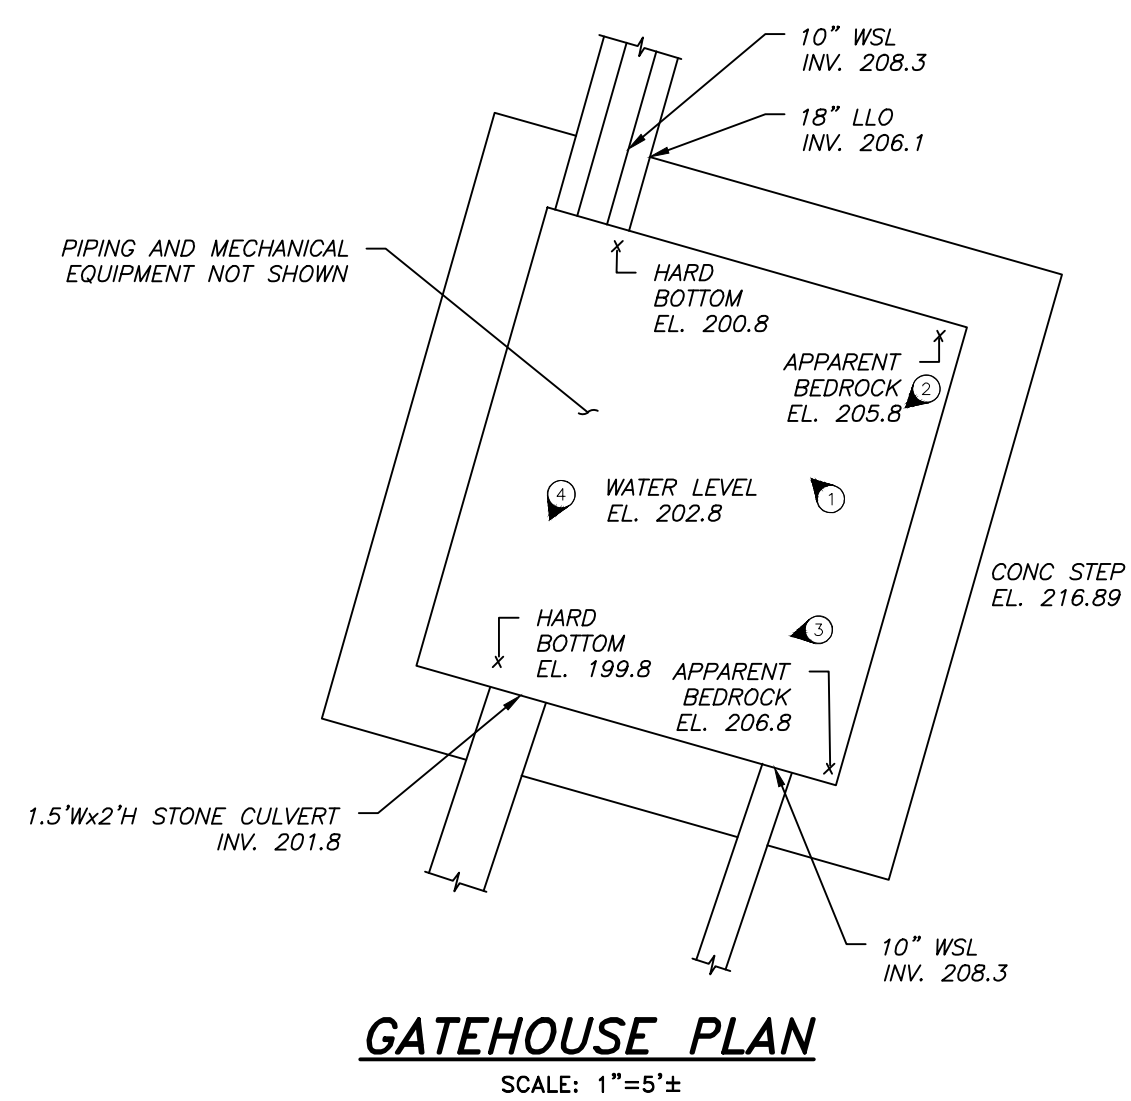 10” WSL
INV. 208.3
18” LLO
INV. 206.1
PIPING AND MECHANICAL
EQUIPMENT NOT SHOWN
HARD
BOTTOM
EL. 200.8
APPARENT
BEDROCK
EL. 205.8
2
4
WATER LEVEL
EL. 202.8
1
CONC STEP
EL. 216.89
3
HARD
BOTTOM
EL. 199.8
APPARENT
BEDROCK
EL. 206.8
1.5'Wx2'H STONE CULVERT
INV. 201.8
10” WSL
INV. 208.3
GATEHOUSE PLAN
SCALE: 1”=5'±